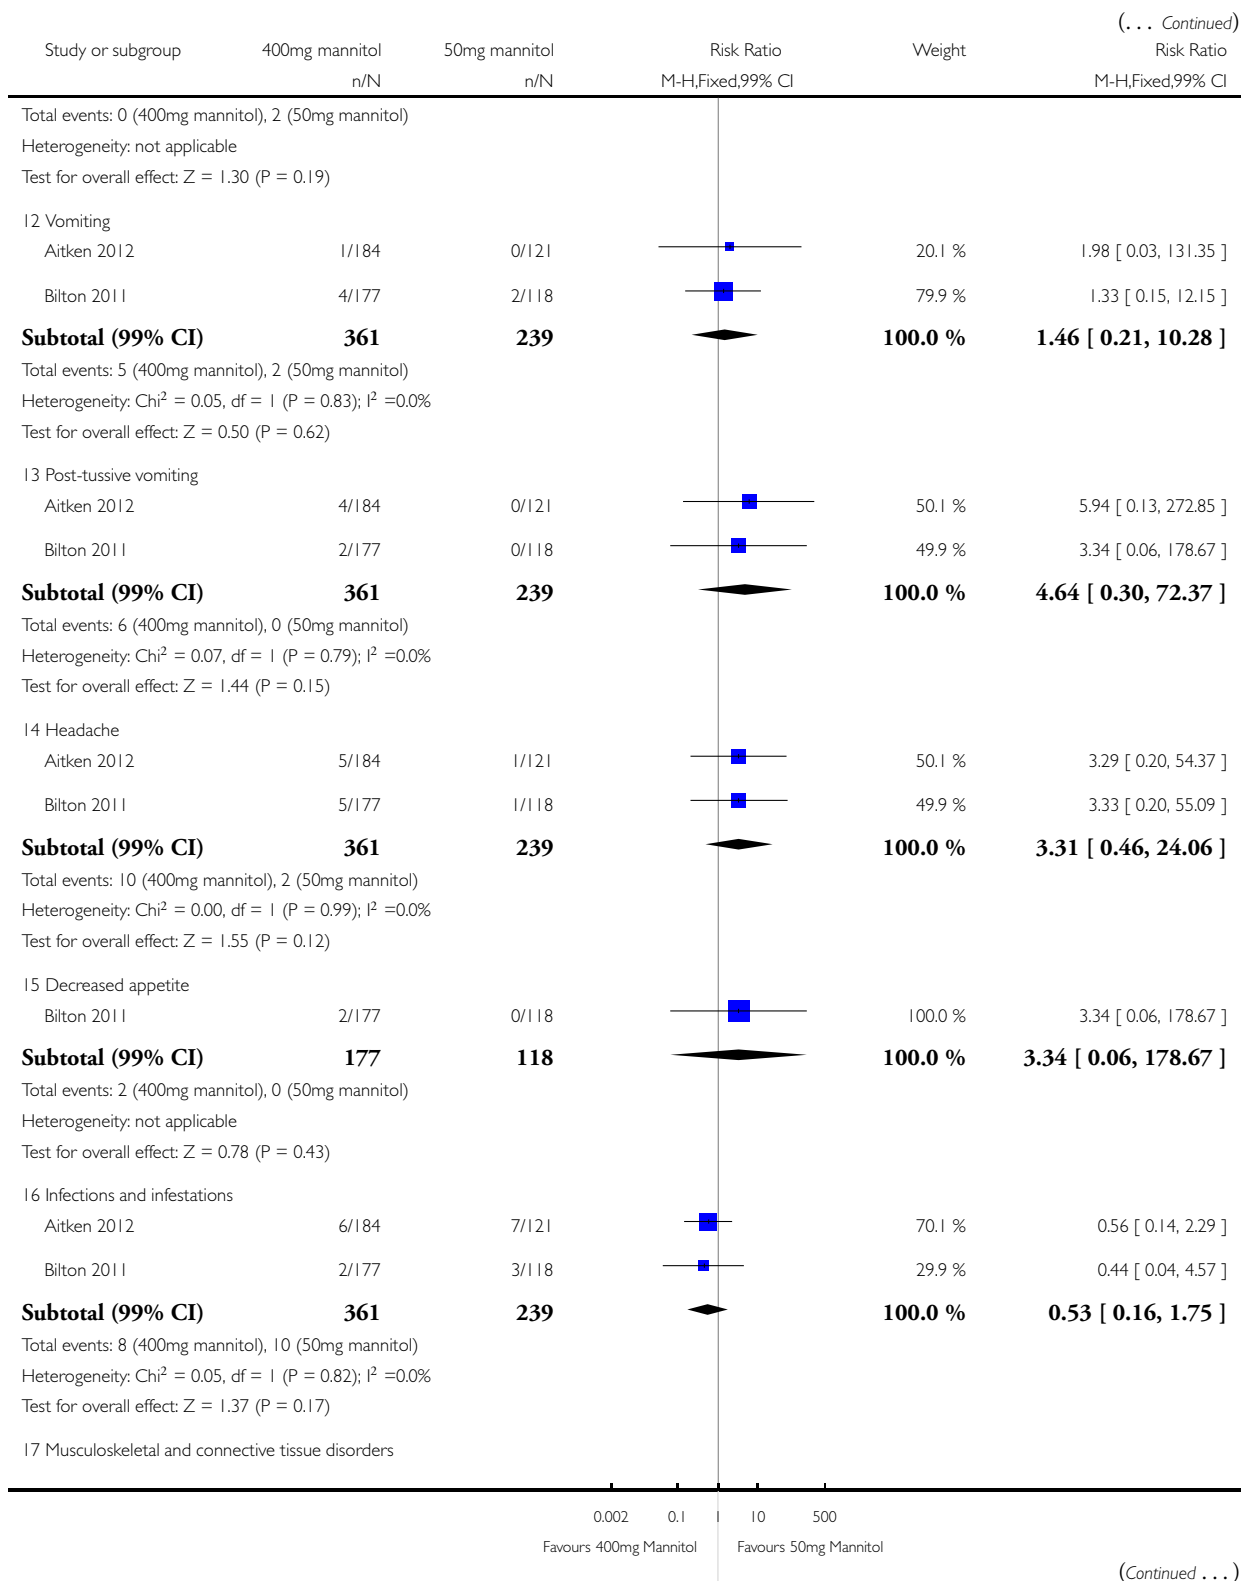 (... Continued)
Study or subgroup 400mg mannitol 50mg mannitol Risk Ratio Weight Risk Ratio
n/N n/N M-H,Fixed,99% CI M-H,Fixed,99% CI
Total events: 0 (400mg mannitol), 2 (50mg mannitol)
Heterogeneity: not applicable
Test for overall effect: Z = 1.30 (P = 0.19)
12 Vomiting
Aitken 2012 1/184 0/121 20.1 % 1.98 [ 0.03, 131.35 ]
Bilton 2011 4/177 2/118 79.9 % 1.33 [ 0.15, 12.15 ]
Subtotal (99% CI) 361 239 100.0 % 1.46 [ 0.21, 10.28 ]
Total events: 5 (400mg mannitol), 2 (50mg mannitol)
Heterogeneity: Chi² = 0.05, df = 1 (P = 0.83); I² =0.0%
Test for overall effect: Z = 0.50 (P = 0.62)
13 Post-tussive vomiting
Aitken 2012 4/184 0/121 50.1 % 5.94 [ 0.13, 272.85 ]
Bilton 2011 2/177 0/118 49.9 % 3.34 [ 0.06, 178.67 ]
Subtotal (99% CI) 361 239 100.0 % 4.64 [ 0.30, 72.37 ]
Total events: 6 (400mg mannitol), 0 (50mg mannitol)
Heterogeneity: Chi² = 0.07, df = 1 (P = 0.79); I² =0.0%
Test for overall effect: Z = 1.44 (P = 0.15)
14 Headache
Aitken 2012 5/184 1/121 50.1 % 3.29 [ 0.20, 54.37 ]
Bilton 2011 5/177 1/118 49.9 % 3.33 [ 0.20, 55.09 ]
Subtotal (99% CI) 361 239 100.0 % 3.31 [ 0.46, 24.06 ]
Total events: 10 (400mg mannitol), 2 (50mg mannitol)
Heterogeneity: Chi² = 0.00, df = 1 (P = 0.99); I² =0.0%
Test for overall effect: Z = 1.55 (P = 0.12)
15 Decreased appetite
Bilton 2011 2/177 0/118 100.0 % 3.34 [ 0.06, 178.67 ]
Subtotal (99% CI) 177 118 100.0 % 3.34 [ 0.06, 178.67 ]
Total events: 2 (400mg mannitol), 0 (50mg mannitol)
Heterogeneity: not applicable
Test for overall effect: Z = 0.78 (P = 0.43)
16 Infections and infestations
Aitken 2012 6/184 7/121 70.1 % 0.56 [ 0.14, 2.29 ]
Bilton 2011 2/177 3/118 29.9 % 0.44 [ 0.04, 4.57 ]
Subtotal (99% CI) 361 239 100.0 % 0.53 [ 0.16, 1.75 ]
Total events: 8 (400mg mannitol), 10 (50mg mannitol)
Heterogeneity: Chi² = 0.05, df = 1 (P = 0.82); I² =0.0%
Test for overall effect: Z = 1.37 (P = 0.17)
17 Musculoskeletal and connective tissue disorders
0.002 0.1 1 10 500
Favours 400mg Mannitol Favours 50mg Mannitol
(Continued ...)